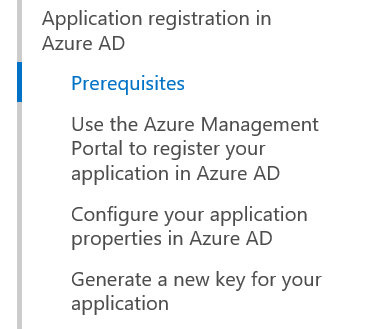 Application registration in
Azure AD
Prerequisites
Use the Azure Management
Portal to register your
application in Azure AD
Configure your application
properties in Azure AD
Generate a new key for your
application